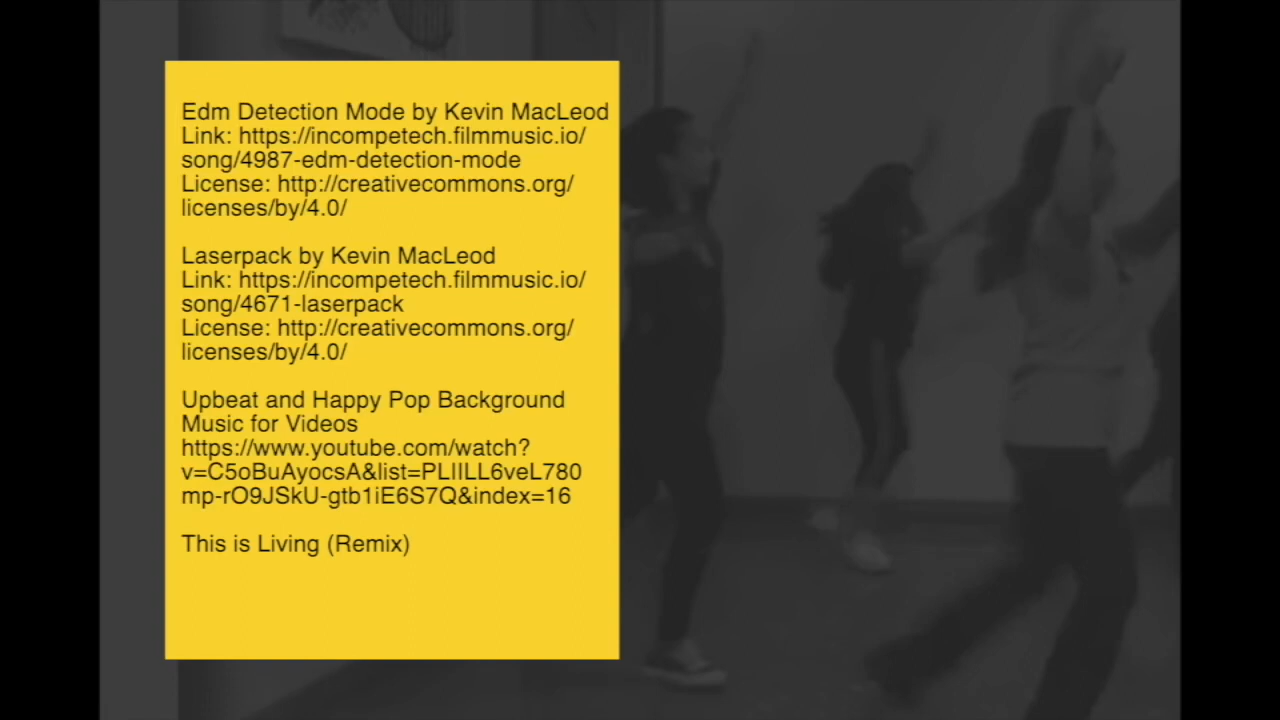 Edm Detection Mode by Kevin MacLeod
Link: https://incompetech.filmmusic.io/
song/4987-edm-detection-mode
License: http://creativecommons.org/
licenses/by/4.0/
Laserpack by Kevin MacLeod
Link: https://incompetech.filmmusic.io/
song/4671-laserpack
License: http://creativecommons.org/
licenses/by/4.0/
Upbeat and Happy Pop Background
Music for Videos
https://www.youtube.com/watch?
v=C5oBuAyocsA&list=PLIILL6veL780
mp-rO9JSkU-gtb1iE6S7Q&index=16
This is Living (Remix)